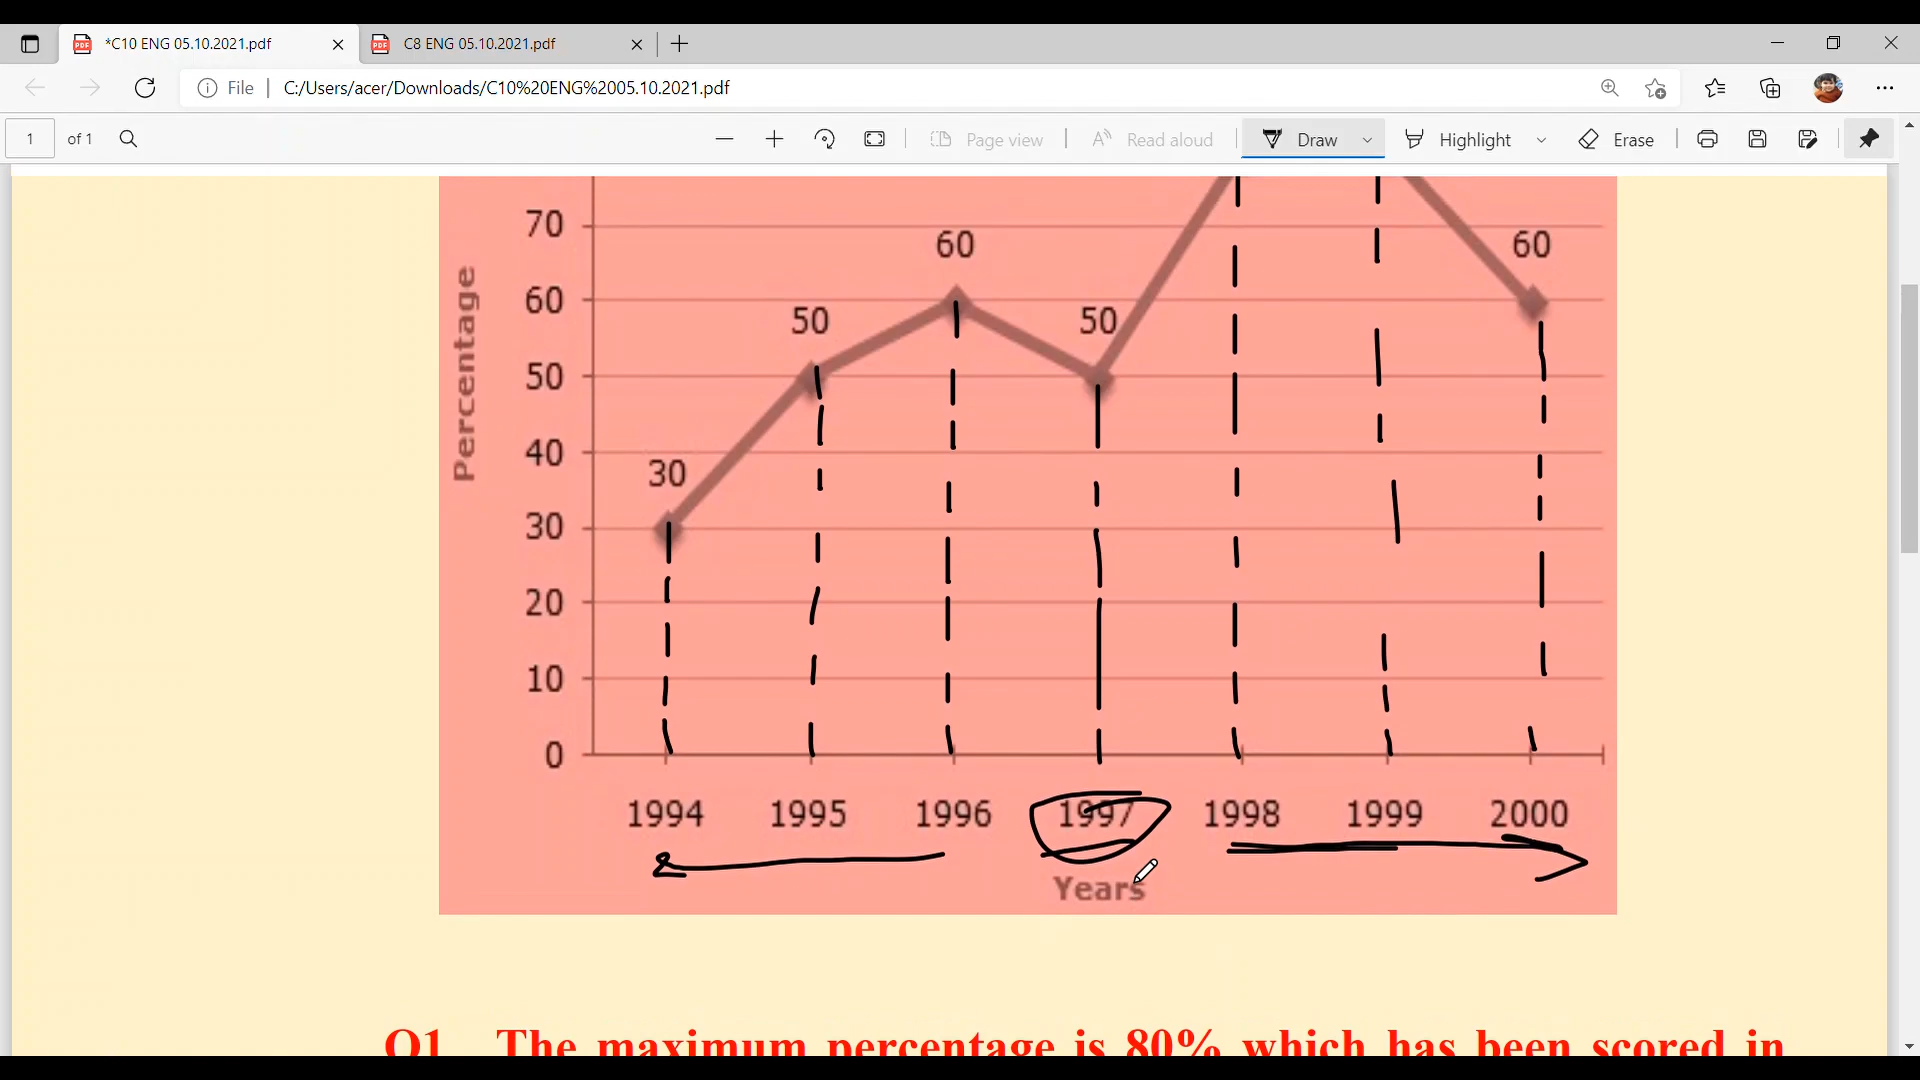 *C10 ENG 05.10.2021.pdf
C8 ENG 05.10.2021.pdf
File
C:/Users/acer/Downloads/C10%20ENG%2005.10.2021.pdf
1 of 1
Page view
Read aloud
Draw
Highlight
Erase
Percentage
70
60
50
40
30
20
10
0
30
50
60
50
60
1994 1995 1996 1997 1998 1999 2000
Years
Q1 The maximum percentage is 80% which has been scored in